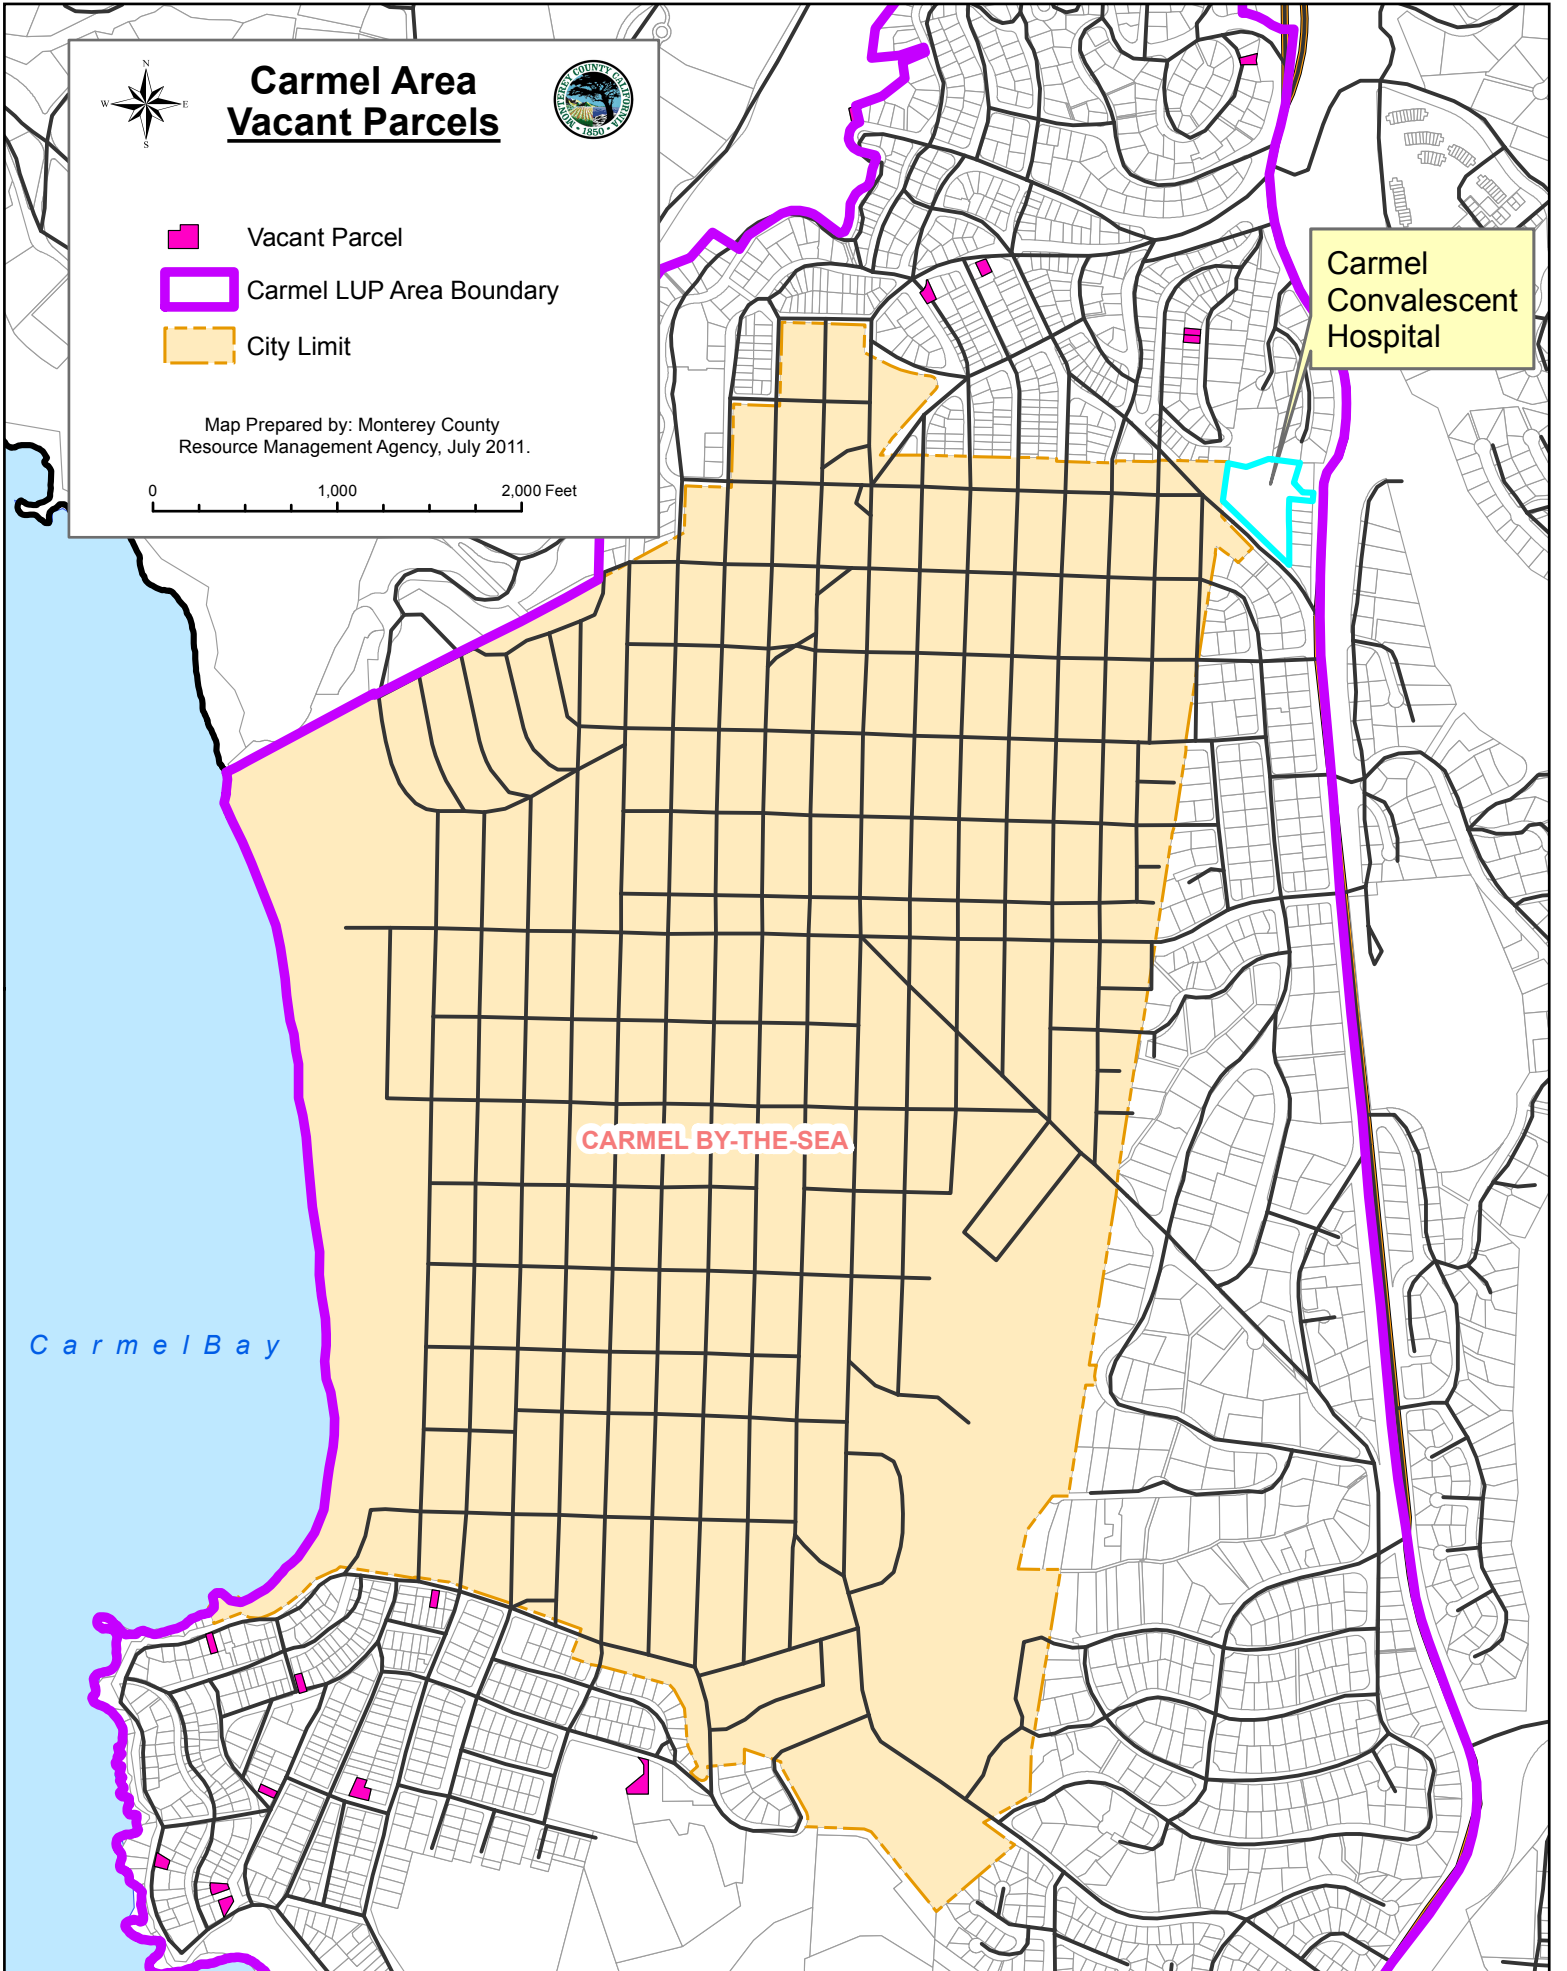 Carmel Area
Vacant Parcels
N
W
E
S
MONTEREY COUNTY CALIFORNIA
1850
Vacant Parcel
Carmel LUP Area Boundary
City Limit
Map Prepared by: Monterey County
Resource Management Agency, July 2011.
0 1,000 2,000 Feet
Carmel
Convalescent
Hospital
CARMEL BY-THE-SEA
Carmel Bay